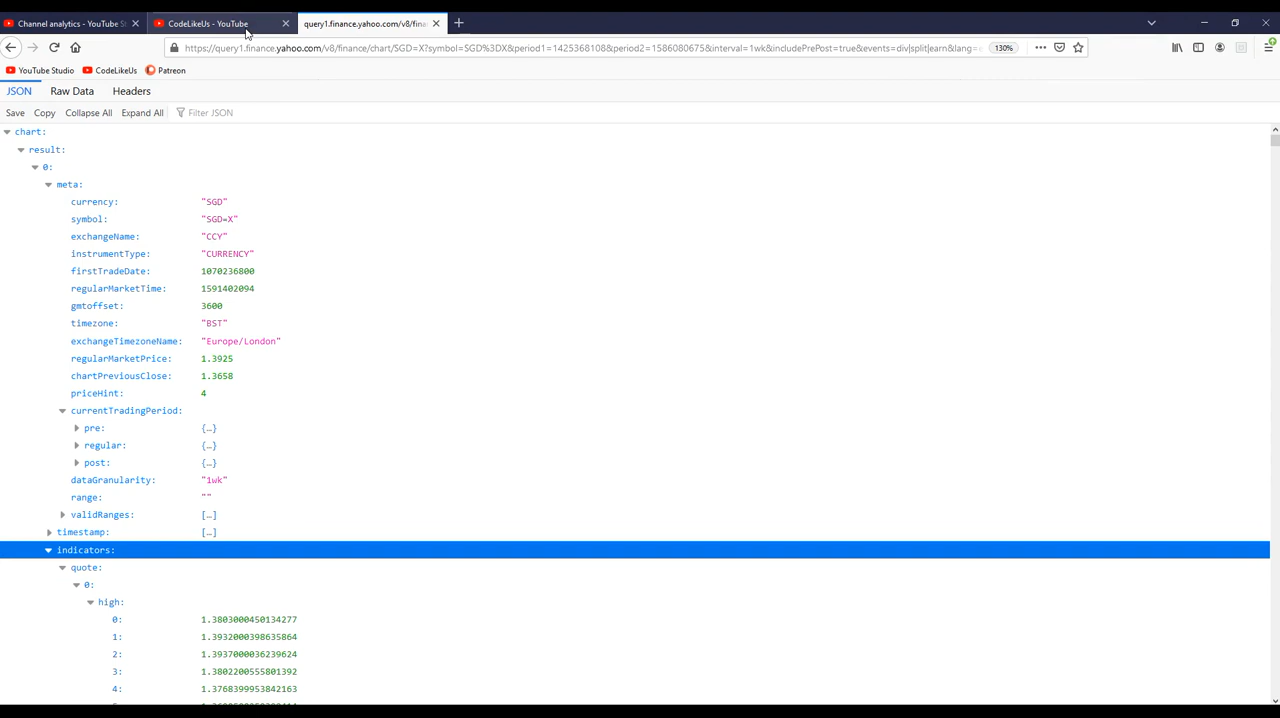 Channel analytics - YouTube St
CodeLikeUs - YouTube
query1.finance.yahoo.com/v8/fina
https://query1.finance.yahoo.com/v8/finance/chart/SGD=X?symbol=SGD%3DX&period1=1425368108&period2=1586080675&interval=1wk&includePrePost=true&events=div|split|earn&lang=e
130%
YouTube Studio
CodeLikeUs
Patreon
JSON
Raw Data
Headers
Save
Copy
Collapse All
Expand All
Filter JSON
chart:
result:
0:
meta:
currency: "SGD"
symbol: "SGD=X"
exchangeName: "CCY"
instrumentType: "CURRENCY"
firstTradeDate: 1070236800
regularMarketTime: 1591402094
gmtoffset: 3600
timezone: "BST"
exchangeTimezoneName: "Europe/London"
regularMarketPrice: 1.3925
chartPreviousClose: 1.3658
priceHint: 4
currentTradingPeriod:
pre: {…}
regular: {…}
post: {…}
dataGranularity: "1wk"
range: ""
validRanges: […]
timestamp: […]
indicators:
quote:
0:
high:
0: 1.3803000450134277
1: 1.3932000398635864
2: 1.3937000036239624
3: 1.3802200555801392
4: 1.3768399953842163